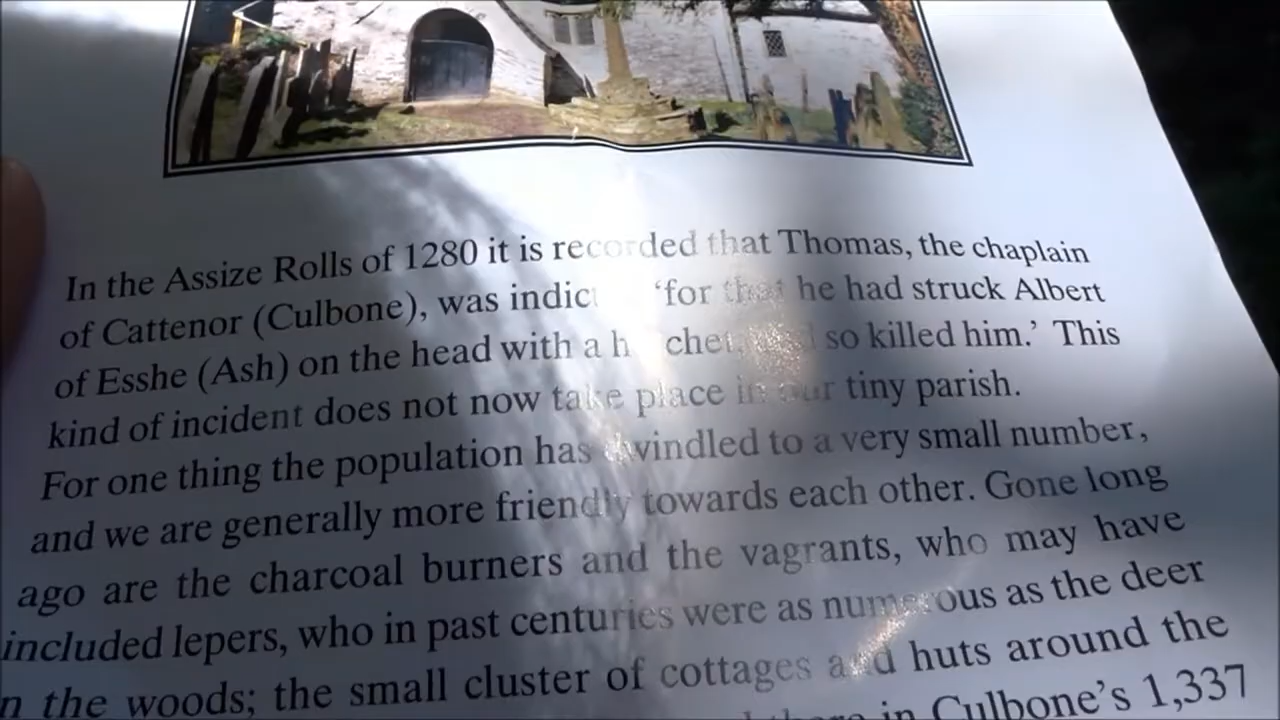 In the Assize Rolls of 1280 it is recorded that Thomas, the chaplain
of Cattenor (Culbone), was indict 'for that he had struck Albert
of Esshe (Ash) on the head with a h chet, so killed him.' This
kind of incident does not now take place in our tiny parish.
For one thing the population has dwindled to a very small number,
and we are generally more friendly towards each other. Gone long
ago are the charcoal burners and the vagrants, who may have
included lepers, who in past centuries were as numerous as the deer
n the woods; the small cluster of cottages and huts around the
in Culbone's 1,337